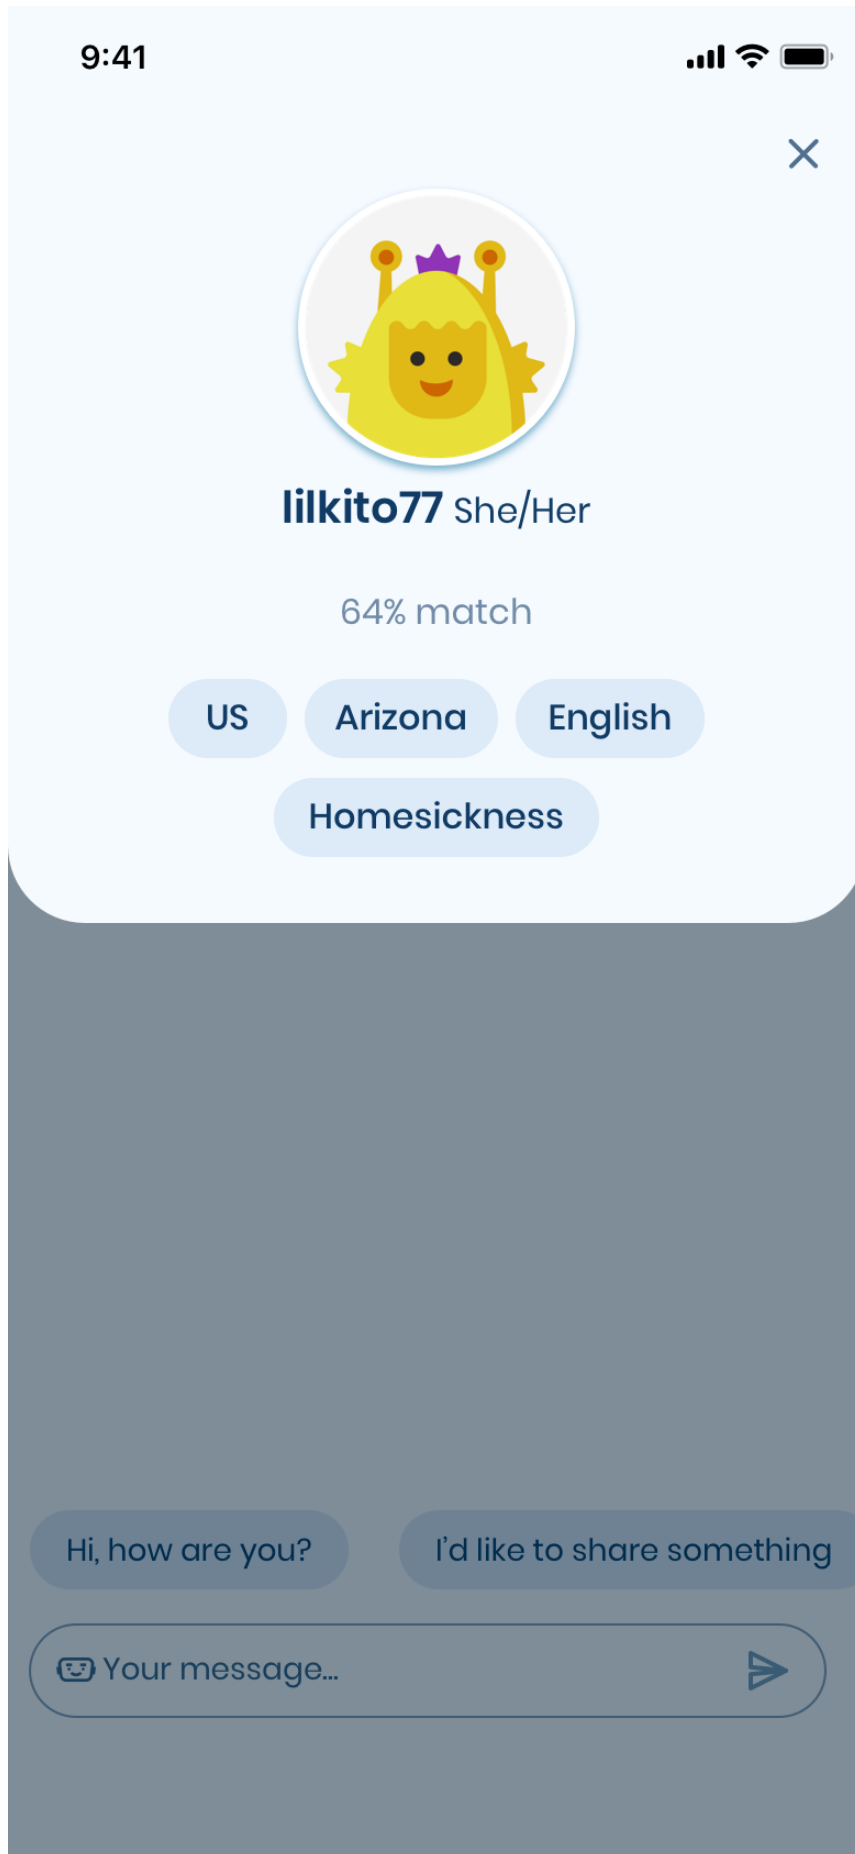 9:41
lilkito77 She/Her
64% match
US Arizona English
Homesickness
Hi, how are you? I'd like to share something
Your message...